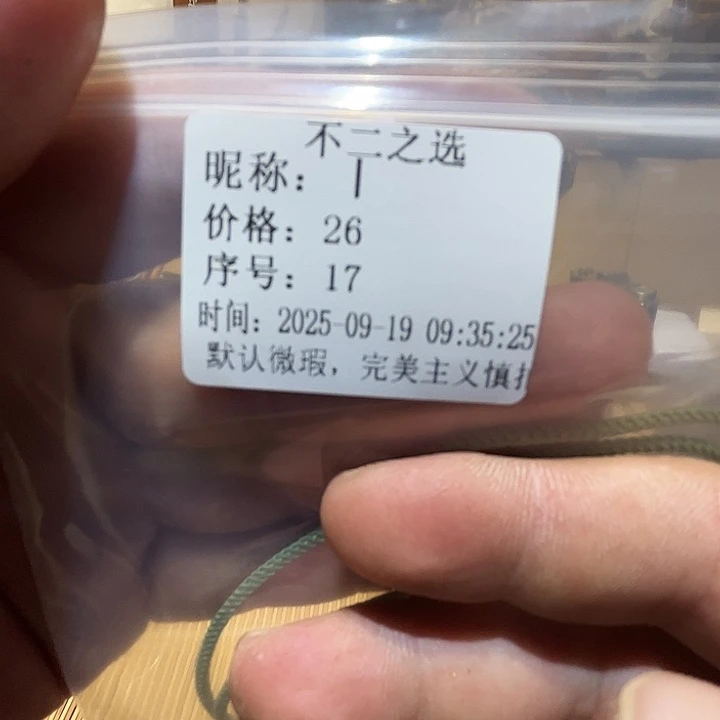 不二之选
昵称： 丨
价格：26
序号：17
时间：2025-09-19 09:35:25
默认微瑕，完美主义慎